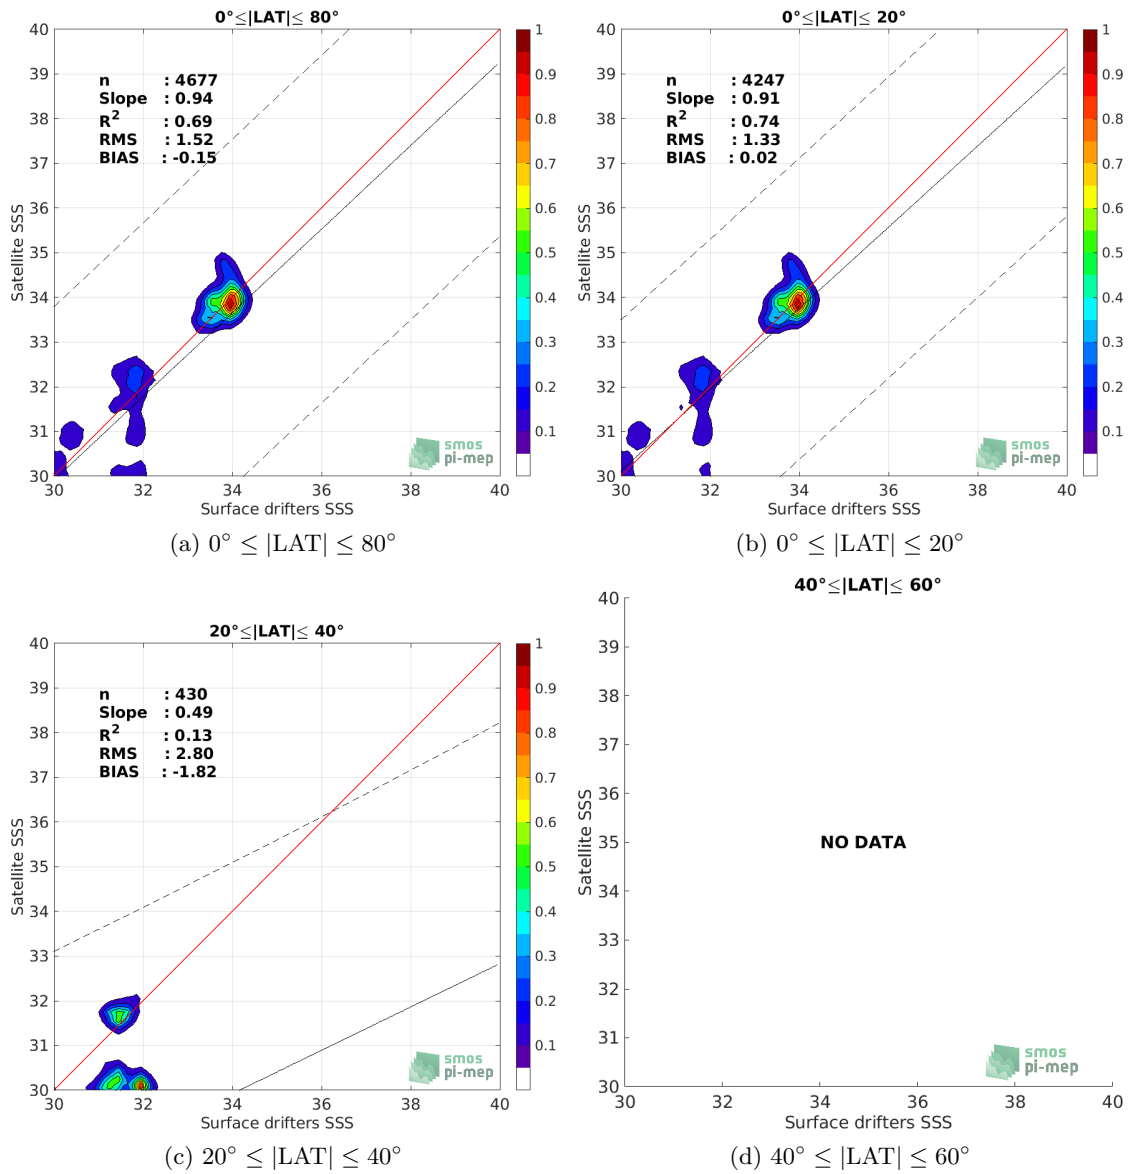 0°≤|LAT|≤ 80°
40
39
38
37
36
35
34
33
32
31
30
Satellite SSS
n : 4677
Slope : 0.94
R² : 0.69
RMS : 1.52
BIAS : -0.15
1
0.9
0.8
0.7
0.6
0.5
0.4
0.3
0.2
0.1
smos
pi-mep
30 32 34 36 38 40
Surface drifters SSS
(a) 0° ≤ |LAT| ≤ 80°
0°≤|LAT|≤ 20°
40
39
38
37
36
35
34
33
32
31
30
Satellite SSS
n : 4247
Slope : 0.91
R² : 0.74
RMS : 1.33
BIAS : 0.02
1
0.9
0.8
0.7
0.6
0.5
0.4
0.3
0.2
0.1
smos
pi-mep
30 32 34 36 38 40
Surface drifters SSS
(b) 0° ≤ |LAT| ≤ 20°
20°≤|LAT|≤ 40°
40
39
38
37
36
35
34
33
32
31
30
Satellite SSS
n : 430
Slope : 0.49
R² : 0.13
RMS : 2.80
BIAS : -1.82
1
0.9
0.8
0.7
0.6
0.5
0.4
0.3
0.2
0.1
smos
pi-mep
30 32 34 36 38 40
Surface drifters SSS
(c) 20° ≤ |LAT| ≤ 40°
40°≤|LAT|≤ 60°
40
39
38
37
36
35
34
33
32
31
30
Satellite SSS
NO DATA
smos
pi-mep
30 32 34 36 38 40
Surface drifters SSS
(d) 40° ≤ |LAT| ≤ 60°